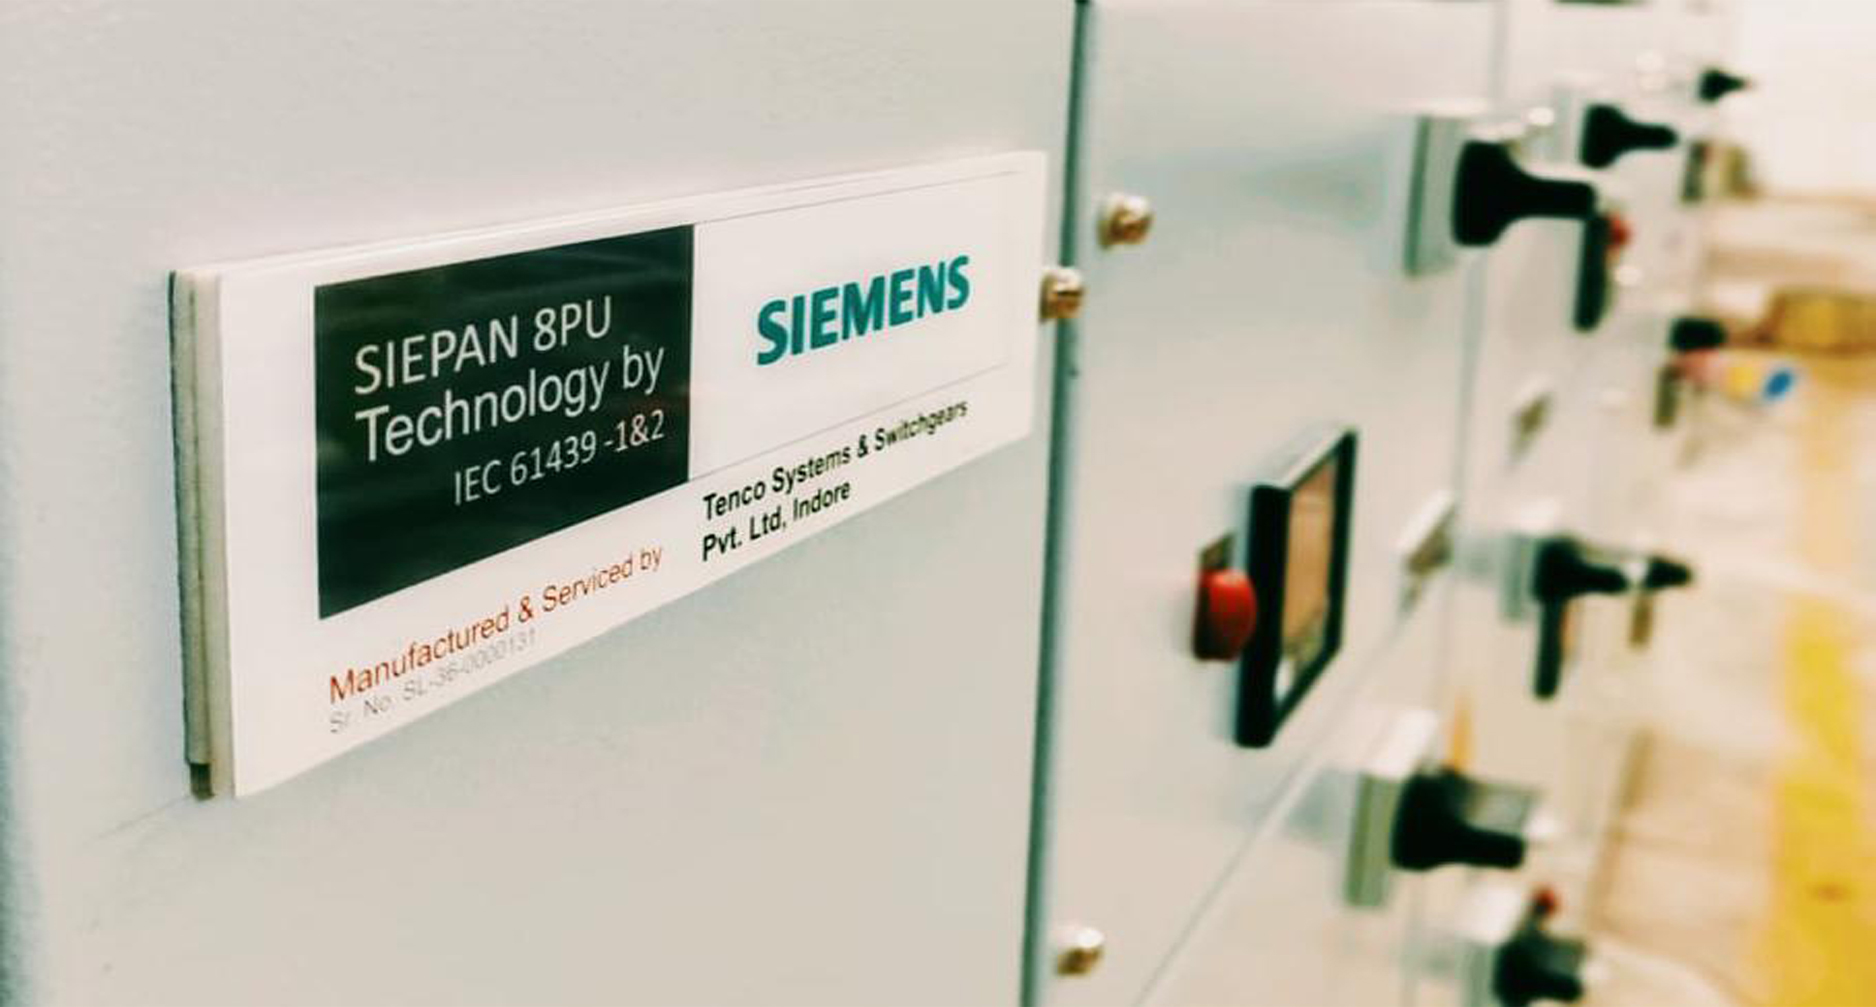 SIEPAN 8PU
Technology by
IEC 61439 -1&2
SIEMENS
Manufactured & Serviced by
Tenco Systems & Switchgears
Pvt. Ltd, Indore
Sr. No. SL-36-0000131